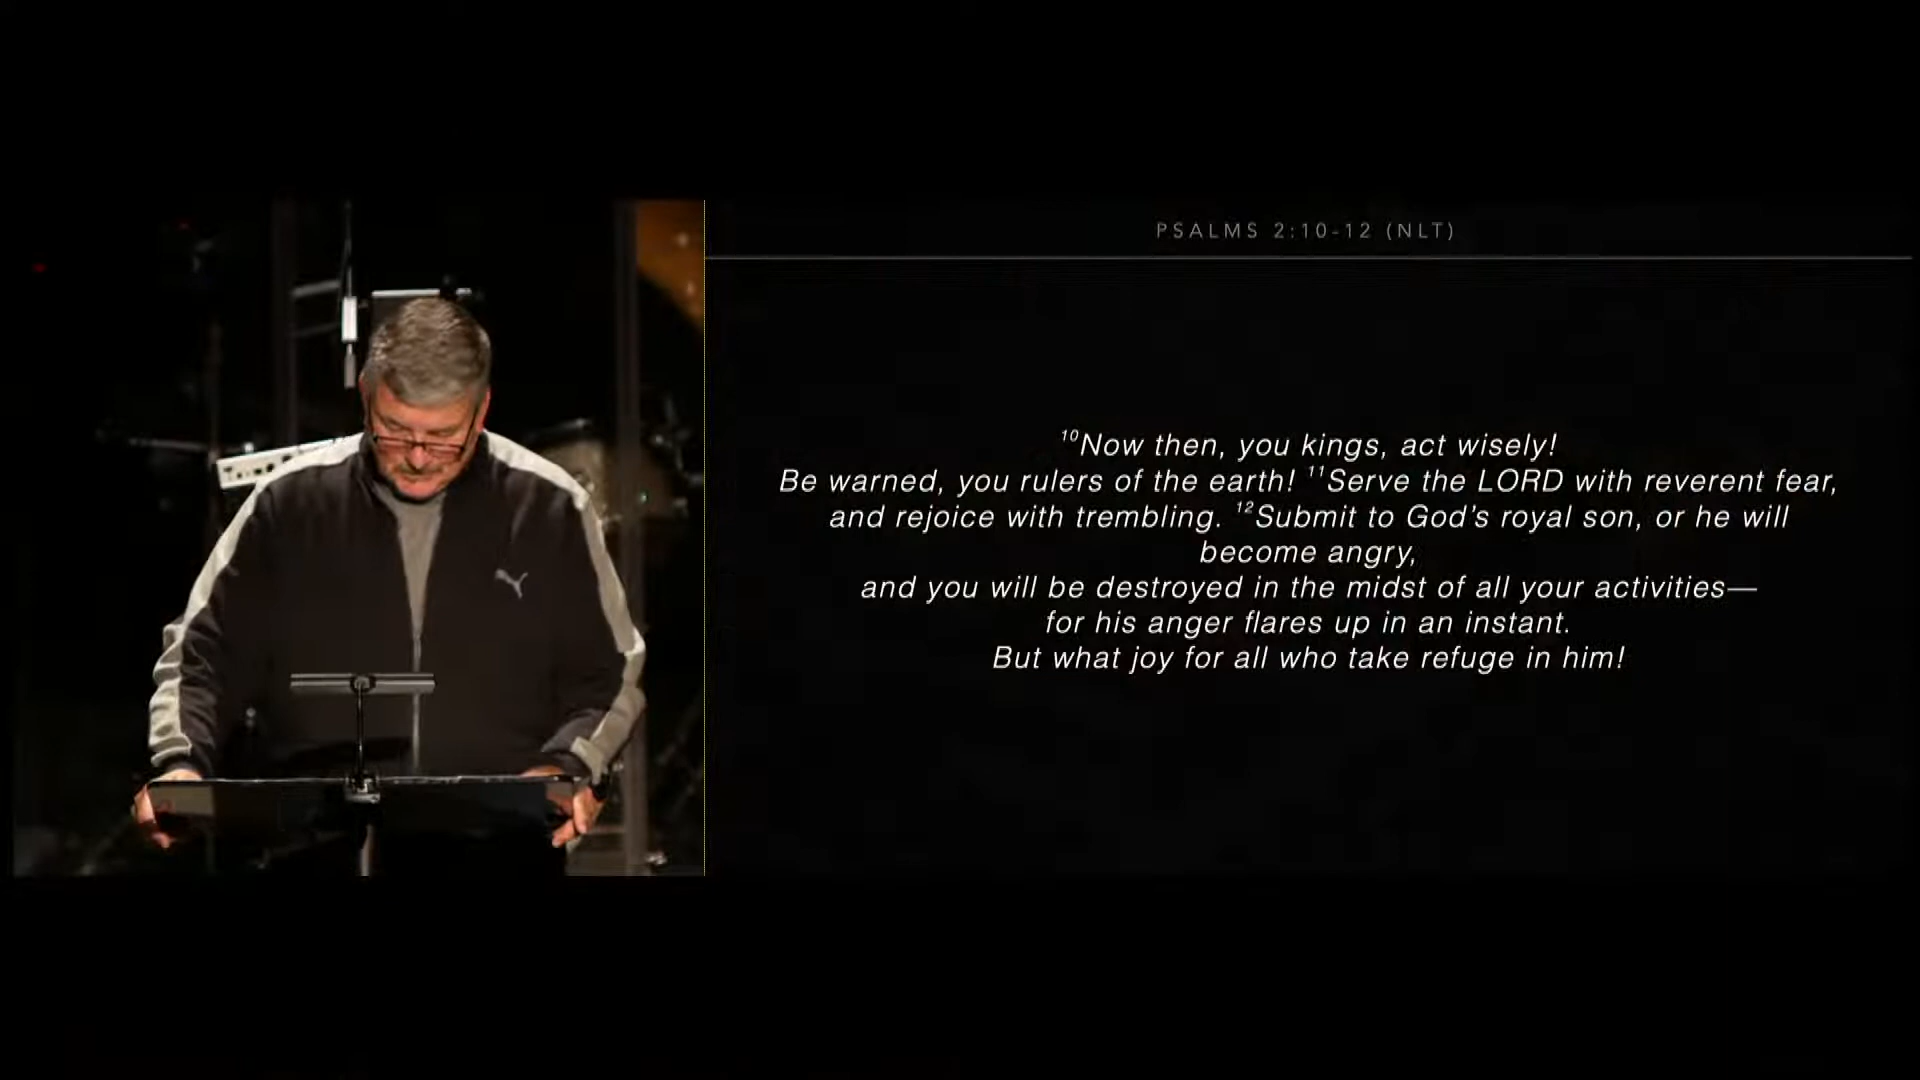 PSALMS 2:10-12 (NLT)
¹⁰Now then, you kings, act wisely!
Be warned, you rulers of the earth! ¹¹Serve the LORD with reverent fear,
and rejoice with trembling. ¹²Submit to God’s royal son, or he will
become angry,
and you will be destroyed in the midst of all your activities—
for his anger flares up in an instant.
But what joy for all who take refuge in him!